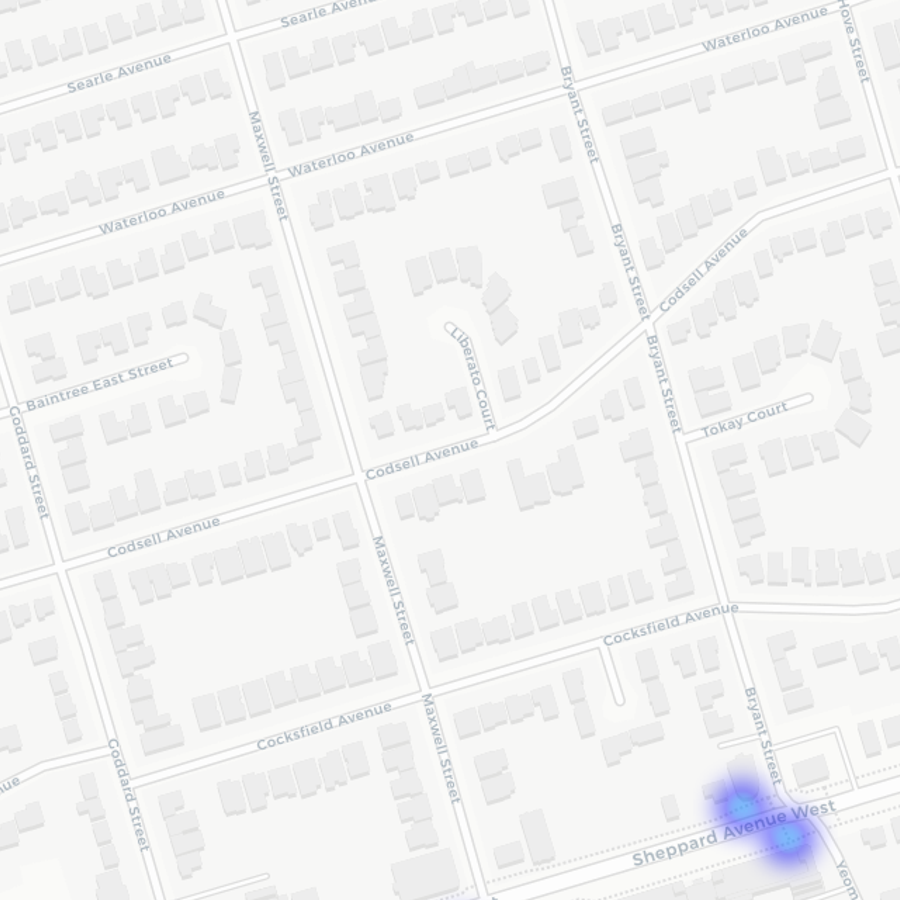 Searle Avenue
Searle Avenue
Waterloo Avenue
Hove Street
Bryant Street
Maxwell Street
Waterloo Avenue
Waterloo Avenue
Bryant Street
Codsell Avenue
Liberato Court
Bryant Street
Baintree East Street
Goddard Street
Tokay Court
Codsell Avenue
Codsell Avenue
Maxwell Street
Cocksfield Avenue
Cocksfield Avenue
Maxwell Street
Bryant Street
Goddard Street
Sheppard Avenue West